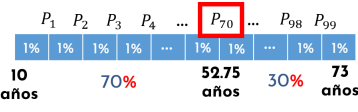 P₁ P₂ P₃ P₄ ... P₇₀ ... P₉₈ P₉₉
1% 1% 1% 1% ... 1% 1% 1% 1%
10 años 70% 52.75 años 30% 73 años